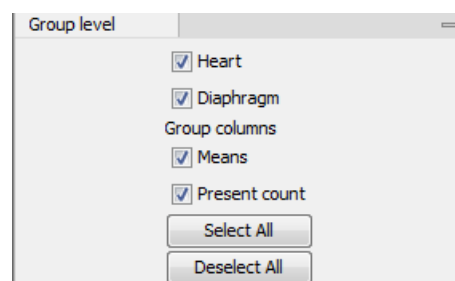 Group level
Heart
Diaphragm
Group columns
Means
Present count
Select All
Deselect All